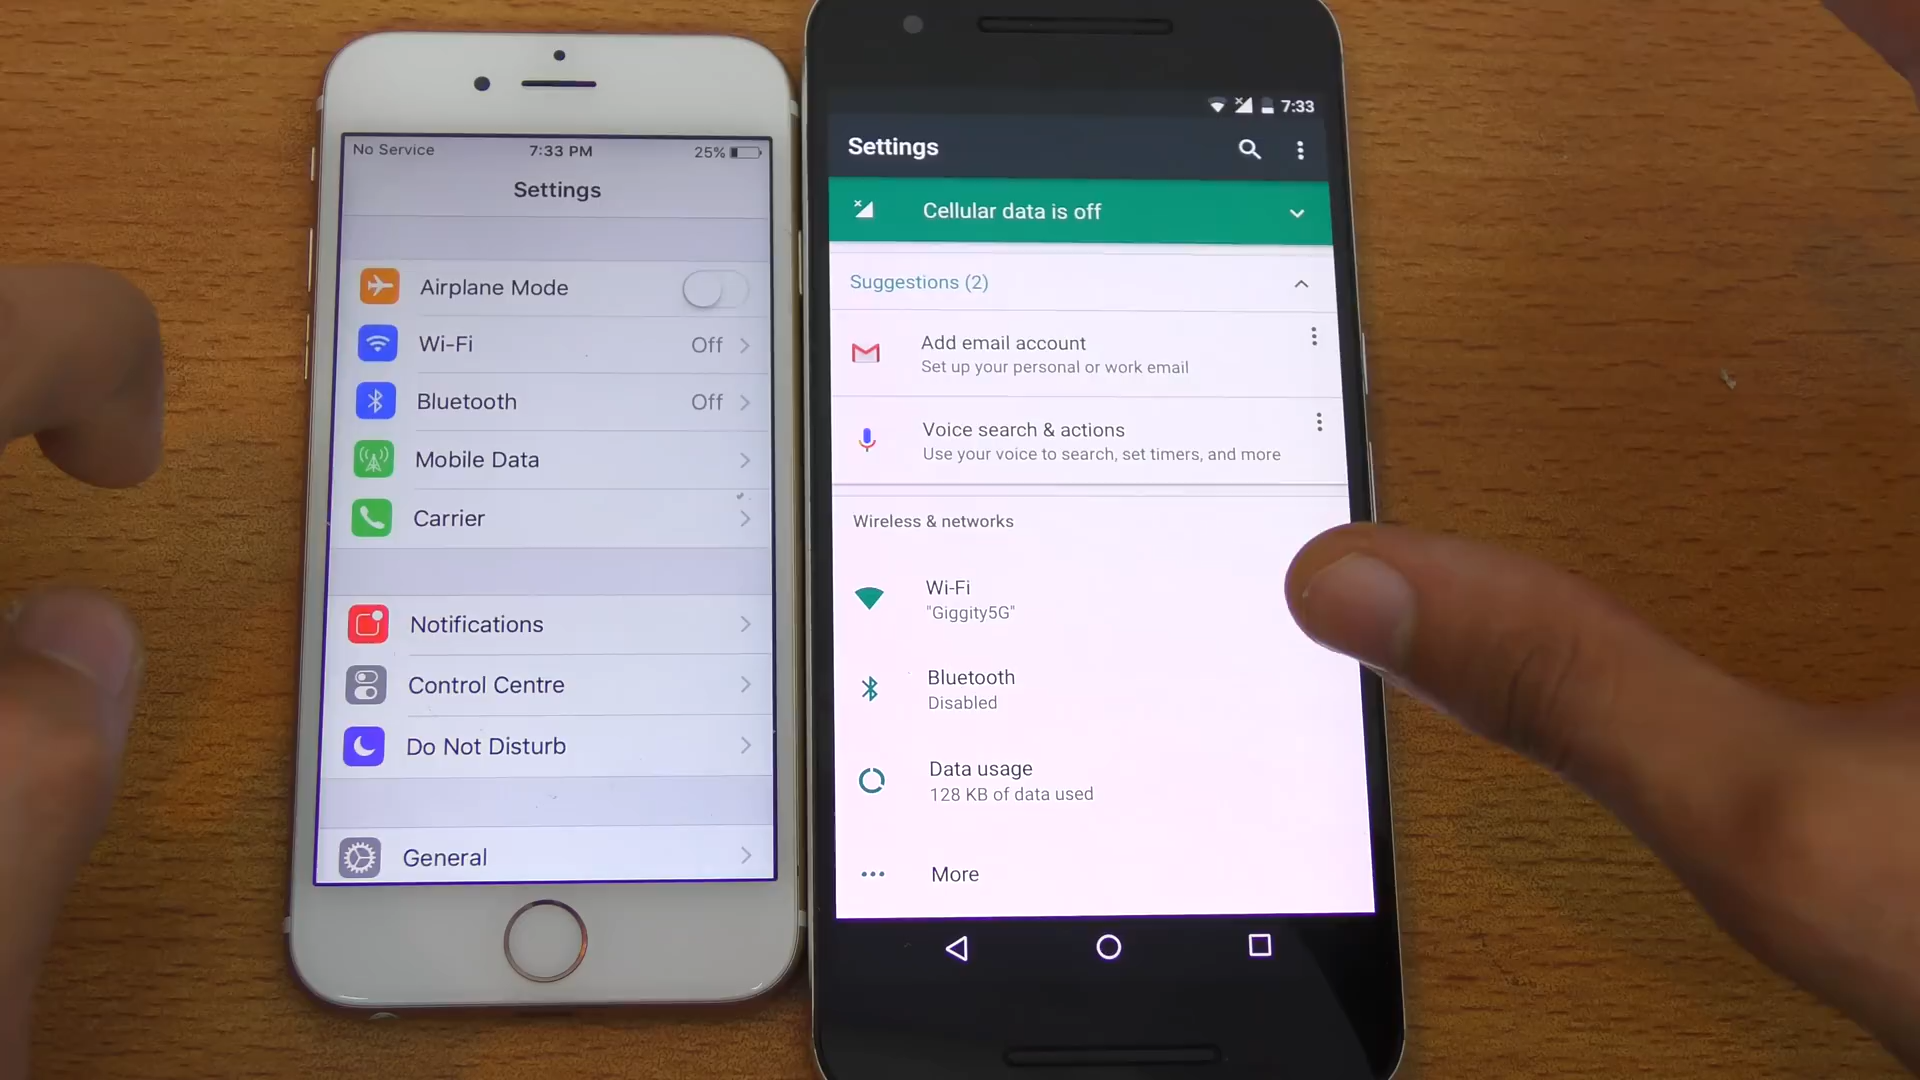 No Service 7:33 PM 25%
Settings
Airplane Mode
Wi-Fi Off
Bluetooth Off
Mobile Data
Carrier
Notifications
Control Centre
Do Not Disturb
General
7:33
Settings
Cellular data is off
Suggestions (2)
Add email account
Set up your personal or work email
Voice search & actions
Use your voice to search, set timers, and more
Wireless & networks
Wi-Fi
"Giggity5G"
Bluetooth
Disabled
Data usage
128 KB of data used
More